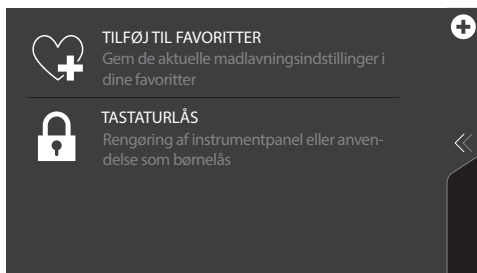 TILFØJ TIL FAVORITTER
Gem de aktuelle madlavningsindstillinger i
dine favoritter
TASTATURLÅS
Rengøring af instrumentpanel eller anven-
delse som børnelås